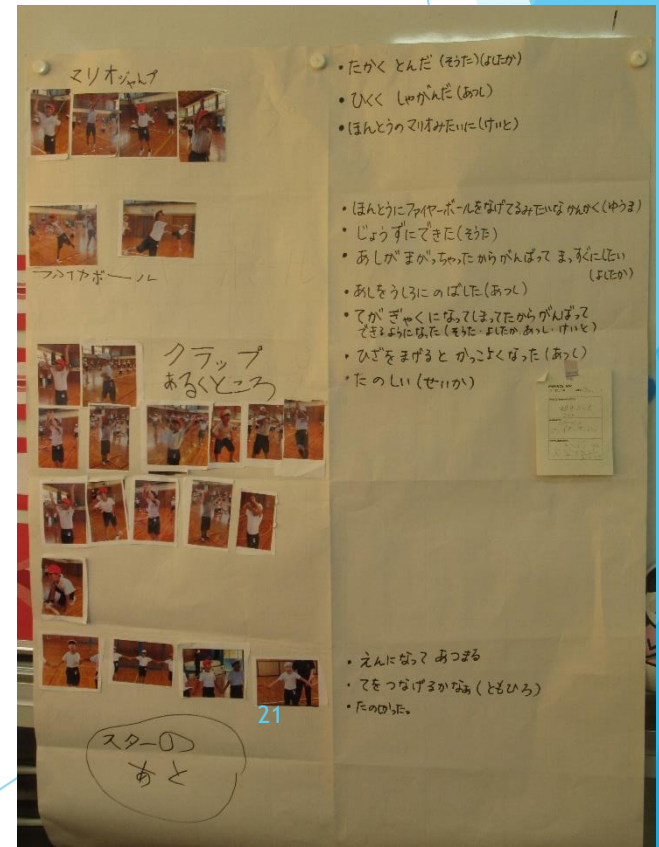 1
マリオジャンプ
・たかく とんだ (そうた)(よしたか)
・ひくく しゃがんだ (あつし)
・ほんとうのマリオみたいに (けいと)
・ほんとうにファイヤーボールをなげてるみたいな かんかく (ゆうま)
・じょうずにできた (そうた)
・あしが まがっちゃったからがんばって まっすぐにしたい
(よしたか)
・あしをうしろに のばした (あつし)
ファイヤボール
・てが ぎゃくになってしまってたからがんばって
できるようになった (そうた・よしたか・あつし・けいと)
・ひざをまげると かっこよくなった (あつし)
・たのしい (せいか)
クラップ
あるくところ
・えんになって あつまる
・てをつなげるかなぁ (ともひろ)
・たのしかった。
21
スターの
あと